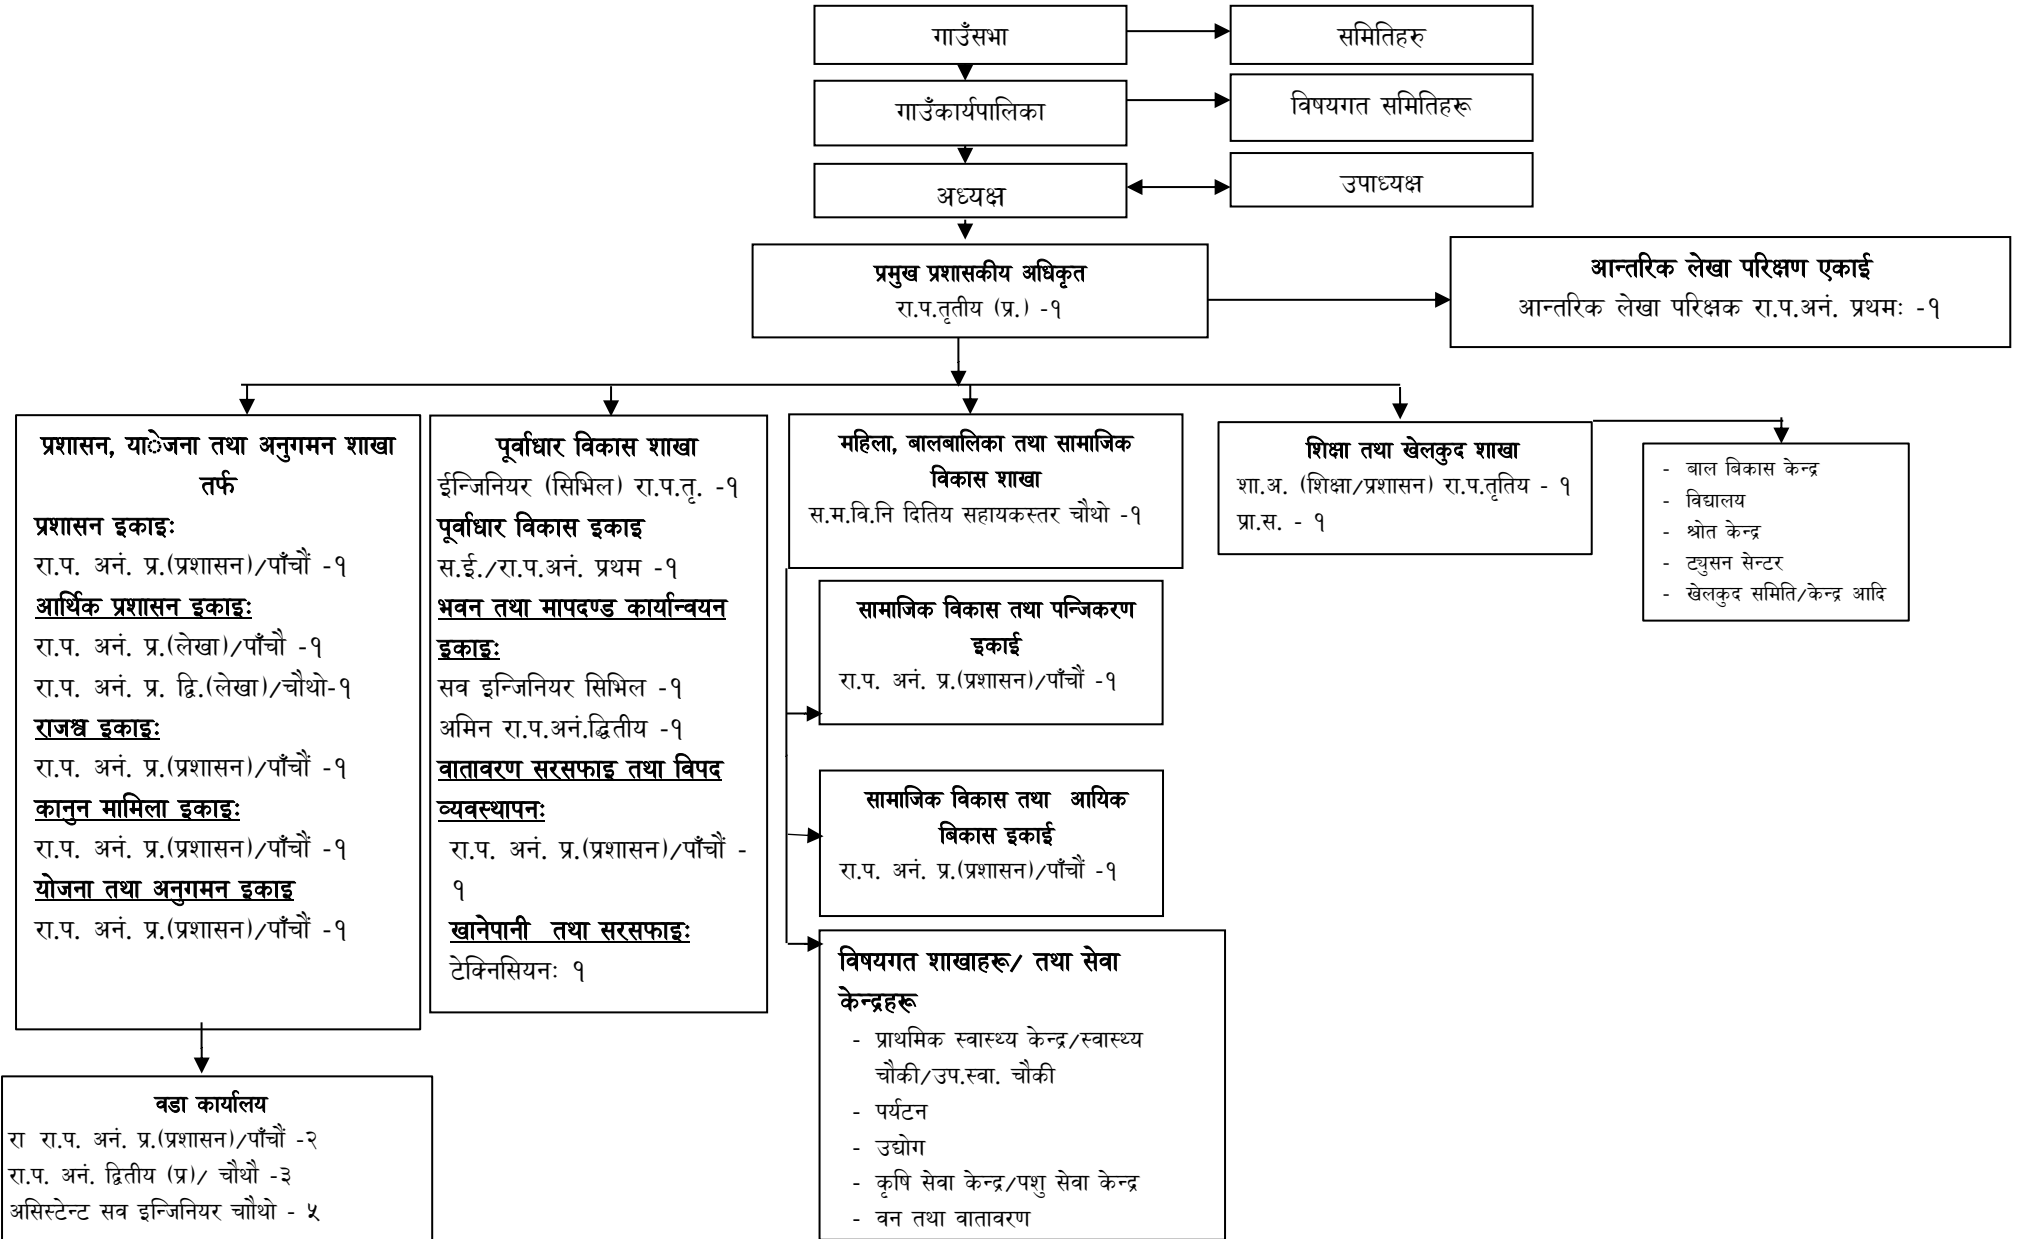 गाउँसभा
समितिहरु
गाउँकार्यपालिका
विषयगत समितिहरू
अध्यक्ष
उपाध्यक्ष
प्रमुख प्रशासकीय अधिकृत
रा.प.तृतीय (प्र.) -१
आन्तरिक लेखा परिक्षण एकाई
आन्तरिक लेखा परिक्षक रा.प.अनं. प्रथमः -१
प्रशासन, याेजना तथा अनुगमन शाखा
तर्फ
प्रशासन इकाइः
रा.प. अनं. प्र.(प्रशासन)/पाँचौं -१
आर्थिक प्रशासन इकाइः
रा.प. अनं. प्र.(लेखा)/पाँचौ -१
रा.प. अनं. प्र. द्वि.(लेखा)/चौथो-१
राजश्व इकाइः
रा.प. अनं. प्र.(प्रशासन)/पाँचौं -१
कानुन मामिला इकाइः
रा.प. अनं. प्र.(प्रशासन)/पाँचौं -१
योजना तथा अनुगमन इकाइ
रा.प. अनं. प्र.(प्रशासन)/पाँचौं -१
पूर्वाधार विकास शाखा
ईन्जिनियर (सिभिल) रा.प.तृ. -१
पूर्वाधार विकास इकाइ
स.ई./रा.प.अनं. प्रथम -१
भवन तथा मापदण्ड कार्यान्वयन
इकाइः
सव इन्जिनियर सिभिल -१
अमिन रा.प.अनं.द्धितीय -१
वातावरण सरसफाइ तथा विपद
व्यवस्थापनः
रा.प. अनं. प्र.(प्रशासन)/पाँचौं -
१
खानेपानी तथा सरसफाइः
टेक्निसियनः १
महिला, बालबालिका तथा सामाजिक
विकास शाखा
स.म.वि.नि दितिय सहायकस्तर चौथो -१
शिक्षा तथा खेलकुद शाखा
शा.अ. (शिक्षा/प्रशासन) रा.प.तृतिय - १
प्रा.स. - १
- बाल बिकास केन्द्र
- विद्यालय
- श्रोत केन्द्र
- ट्युसन सेन्टर
- खेलकुद समिति/केन्द्र आदि
सामाजिक विकास तथा पन्जिकरण
इकाई
रा.प. अनं. प्र.(प्रशासन)/पाँचौं -१
सामाजिक विकास तथा आयिक
बिकास इकाई
रा.प. अनं. प्र.(प्रशासन)/पाँचौं -१
विषयगत शाखाहरू/ तथा सेवा
केन्द्रहरू
- प्राथमिक स्वास्थ्य केन्द्र/स्वास्थ्य
चौकी/उप.स्वा. चौकी
- पर्यटन
- उद्योग
- कृषि सेवा केन्द्र/पशु सेवा केन्द्र
- वन तथा वातावरण
वडा कार्यालय
रा रा.प. अनं. प्र.(प्रशासन)/पाँचौं -२
रा.प. अनं. द्वितीय (प्र)/ चौथौ -३
असिस्टेन्ट सव इन्जिनियर चाौथो - ५